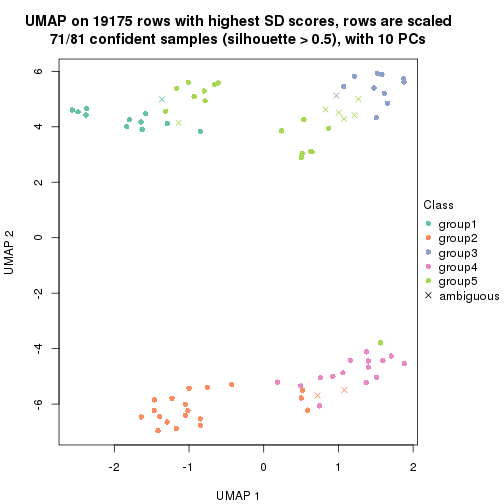 UMAP on 19175 rows with highest SD scores, rows are scaled
71/81 confident samples (silhouette > 0.5), with 10 PCs
6
4
2
0
-2
-4
-6
UMAP 2
-2
-1
0
1
2
UMAP 1
Class
group1
group2
group3
group4
group5
ambiguous